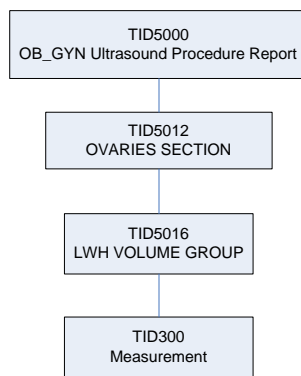 TID5000
OB_GYN Ultrasound Procedure Report
TID5012
OVARIES SECTION
TID5016
LWH VOLUME GROUP
TID300
Measurement